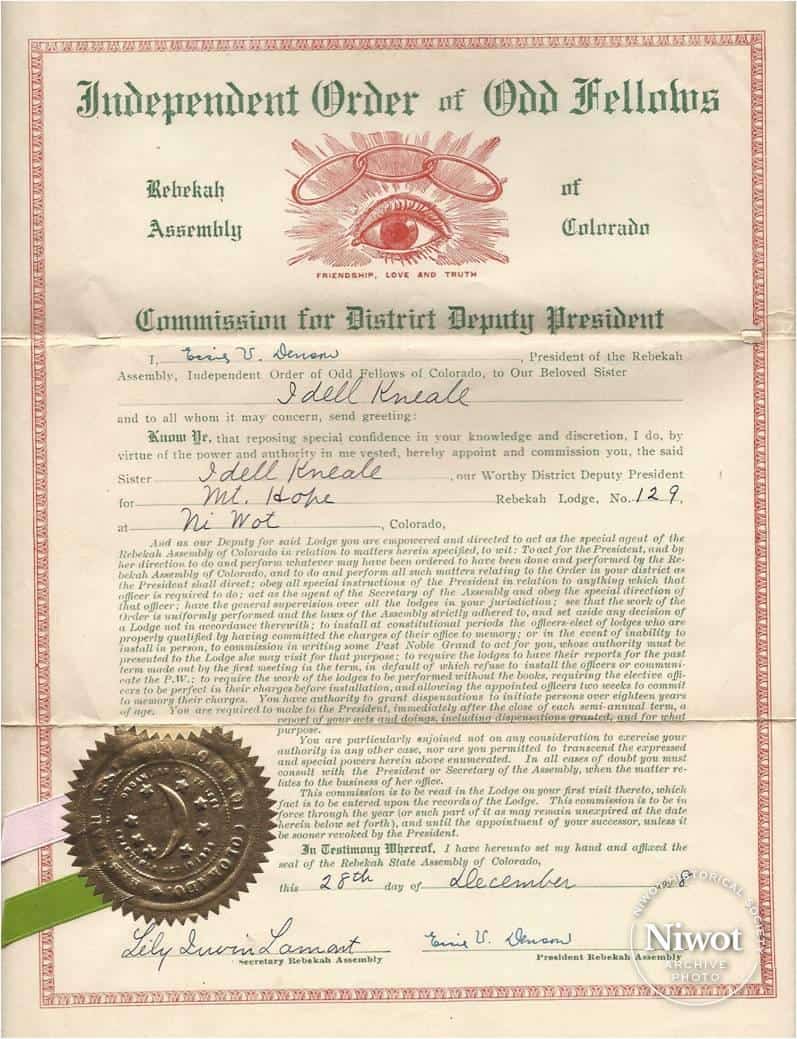 Independent Order of Odd Fellows
Rebekah of
Assembly Colorado
FRIENDSHIP, LOVE AND TRUTH
Commission for District Deputy President
I, V. Denson, President of the Rebekah
Assembly, Independent Order of Odd Fellows of Colorado, to Our Beloved Sister
Idell Kneale
and to all whom it may concern, send greeting:
Know Ye, that reposing special confidence in your knowledge and discretion, I do, by
virtue of the power and authority in me vested, hereby appoint and commission you, the said
Sister Idell Kneale, our Worthy District Deputy President
for Mt. Hope Rebekah Lodge, No. 129,
at Ni Wot, Colorado,
And as our Deputy for said Lodge you are empowered and directed to act as the special agent of the
Rebekah Assembly of Colorado in relation to matters herein specified, to wit: To act for the President, and by
her direction to do and perform whatever may have been ordered to have been done and performed by the Re-
bekah Assembly of Colorado, and to do and perform all such matters relating to the Order in your district as
the President shall direct; obey all special instructions of the President in relation to anything which that
officer is required to do; act as the agent of the Secretary of the Assembly and obey the special direction of
that officer; have the general supervision over all the lodges in your jurisdiction; see that the work of the
Order is uniformly performed and the laws of the Assembly strictly adhered to, and set aside any decision of
a Lodge not in accordance therewith; to install at constitutional periods the officers-elect of lodges who are
properly qualified by having committed the charges of their office to memory; or in the event of inability to
install in person, to commission in writing some Past Noble Grand to act for you, whose authority must be
presented to the Lodge she may visit for that purpose; to require the lodges to have their reports for the past
term made out by the first meeting in the term, in default of which refuse to install the officers or communi-
cate the P.W.; to require the work of the lodges to be performed without the books, requiring the elective offi-
cers to be perfect in their charges before installation, and allowing the appointed officers two weeks to commit
to memory their charges. You have authority to grant dispensations to initiate persons over eighteen years
of age. You are required to make to the President, immediately after the close of each semi-annual term, a
report of your acts and doings, including dispensations granted, and for what
purpose.
You are particularly enjoined not on any consideration to exercise your
authority in any other case, nor are you permitted to transcend the expressed
and special powers herein above enumerated. In all cases of doubt you must
consult with the President or Secretary of the Assembly, when the matter re-
lates to the business of her office.
This commission is to be read in the Lodge on your first visit thereto, which
fact is to be entered upon the records of the Lodge. This commission is to be in
force through the year (or such part of it as may remain unexpired at the date
herein below set forth), and until the appointment of your successor, unless it
be sooner revoked by the President.
In Testimony Whereof, I have hereunto set my hand and affixed the
seal of the Rebekah State Assembly of Colorado,
this 28th day of December 8
Lily Irwin Lamont V. Denson
Secretary Rebekah Assembly President Rebekah Assembly
NIWOT HISTORICAL SOCIETY
Niwot
ARCHIVE
PHOTO